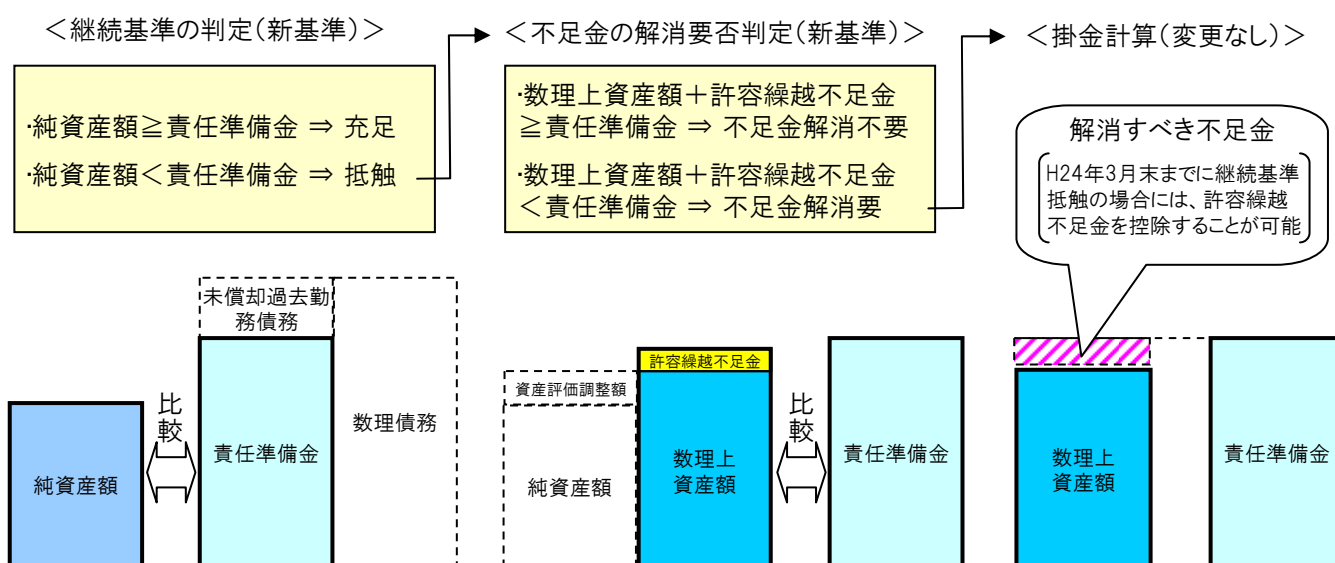 ＜継続基準の判定(新基準)＞
・純資産額≧責任準備金 ⇒ 充足
・純資産額＜責任準備金 ⇒ 抵触
＜不足金の解消要否判定(新基準)＞
・数理上資産額＋許容繰越不足金
≧責任準備金 ⇒ 不足金解消不要
・数理上資産額＋許容繰越不足金
＜責任準備金 ⇒ 不足金解消要
＜掛金計算(変更なし)＞
解消すべき不足金
H24年3月末までに継続基準
抵触の場合には、許容繰越
不足金を控除することが可能
純資産額
比
較
未償却過去勤
務債務
責任準備金
数理債務
資産評価調整額
純資産額
許容繰越不足金
数理上
資産額
比
較
責任準備金
数理上
資産額
責任準備金